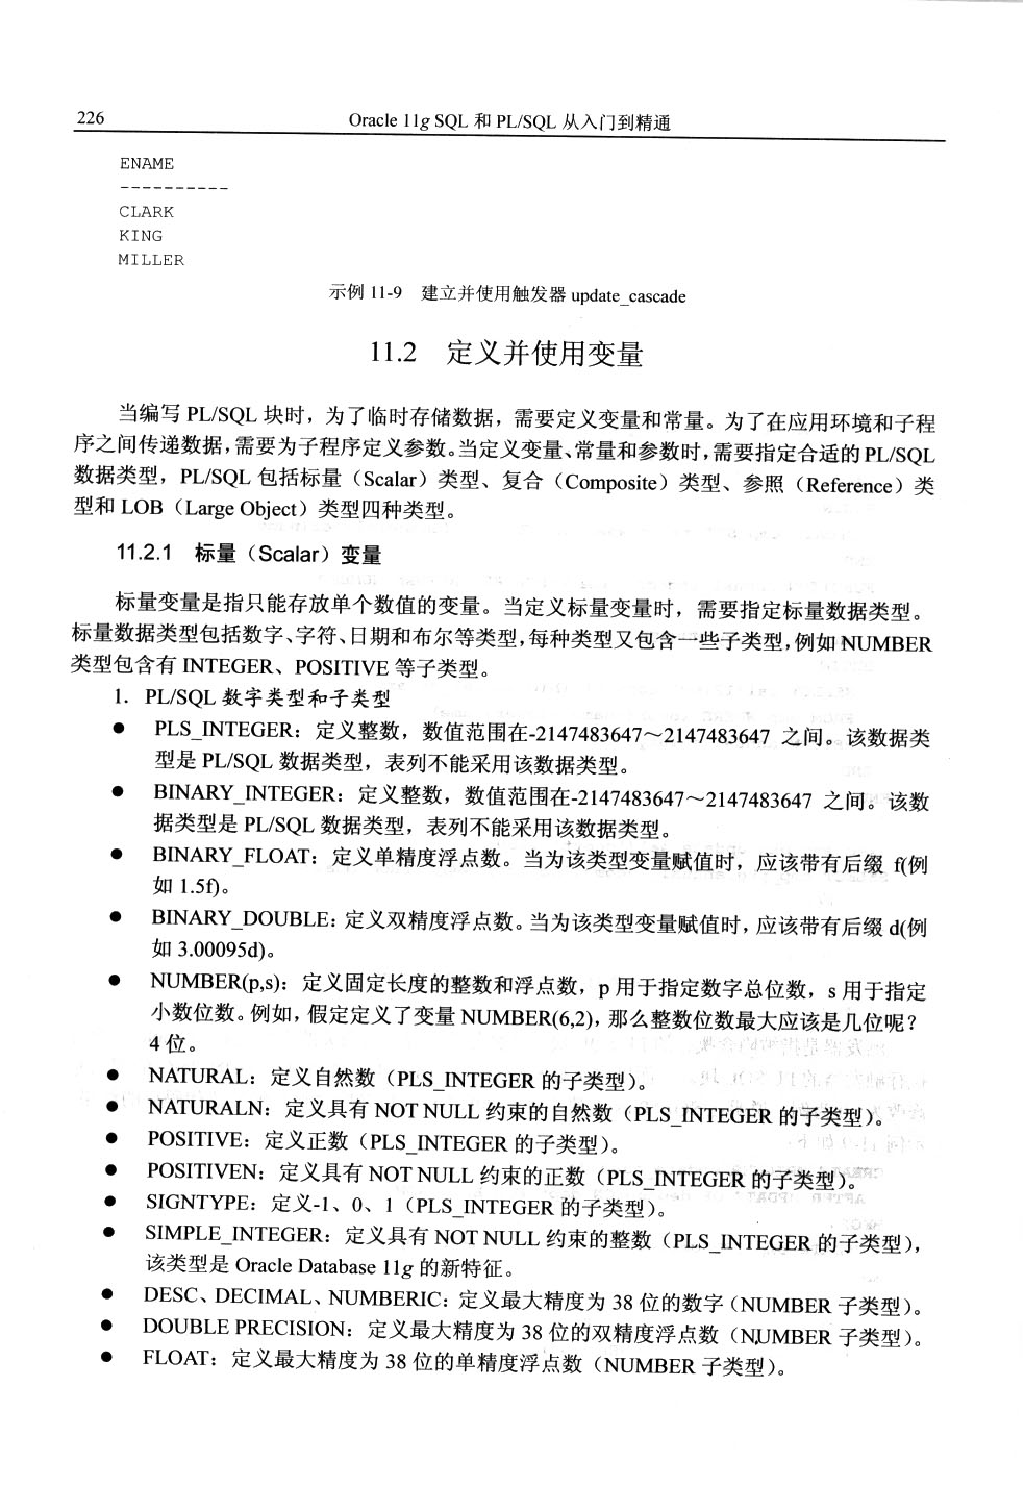 226
Oracle 11g SQL 和 PL/SQL 从入门到精通
ENAME
----------
CLARK
KING
MILLER
示例 11-9 建立并使用触发器 update_cascade
11.2 定义并使用变量
当编写 PL/SQL 块时，为了临时存储数据，需要定义变量和常量。为了在应用环境和子程
序之间传递数据，需要为子程序定义参数。当定义变量、常量和参数时，需要指定合适的 PL/SQL
数据类型，PL/SQL 包括标量（Scalar）类型、复合（Composite）类型、参照（Reference）类
型和 LOB（Large Object）类型四种类型。
11.2.1 标量（Scalar）变量
标量变量是指只能存放单个数值的变量。当定义标量变量时，需要指定标量数据类型。
标量数据类型包括数字、字符、日期和布尔等类型，每种类型又包含一些子类型，例如 NUMBER
类型包含有 INTEGER、POSITIVE 等子类型。
1. PL/SQL 数字类型和子类型
● PLS_INTEGER：定义整数，数值范围在-2147483647～2147483647 之间。该数据类
型是 PL/SQL 数据类型，表列不能采用该数据类型。
● BINARY_INTEGER：定义整数，数值范围在-2147483647～2147483647 之间。该数
据类型是 PL/SQL 数据类型，表列不能采用该数据类型。
● BINARY_FLOAT：定义单精度浮点数。当为该类型变量赋值时，应该带有后缀 f(例
如 1.5f)。
● BINARY_DOUBLE：定义双精度浮点数。当为该类型变量赋值时，应该带有后缀 d(例
如 3.00095d)。
● NUMBER(p,s)：定义固定长度的整数和浮点数，p 用于指定数字总位数，s 用于指定
小数位数。例如，假定定义了变量 NUMBER(6,2)，那么整数位数最大应该是几位呢？
4 位。
● NATURAL：定义自然数（PLS_INTEGER 的子类型）。
● NATURALN：定义具有 NOT NULL 约束的自然数（PLS_INTEGER 的子类型）。
● POSITIVE：定义正数（PLS_INTEGER 的子类型）。
● POSITIVEN：定义具有 NOT NULL 约束的正数（PLS_INTEGER 的子类型）。
● SIGNTYPE：定义-1、0、1（PLS_INTEGER 的子类型）。
● SIMPLE_INTEGER：定义具有 NOT NULL 约束的整数（PLS_INTEGER 的子类型），
该类型是 Oracle Database 11g 的新特征。
● DESC、DECIMAL、NUMBERIC：定义最大精度为 38 位的数字（NUMBER 子类型）。
● DOUBLE PRECISION：定义最大精度为 38 位的双精度浮点数（NUMBER 子类型）。
● FLOAT：定义最大精度为 38 位的单精度浮点数（NUMBER 子类型）。